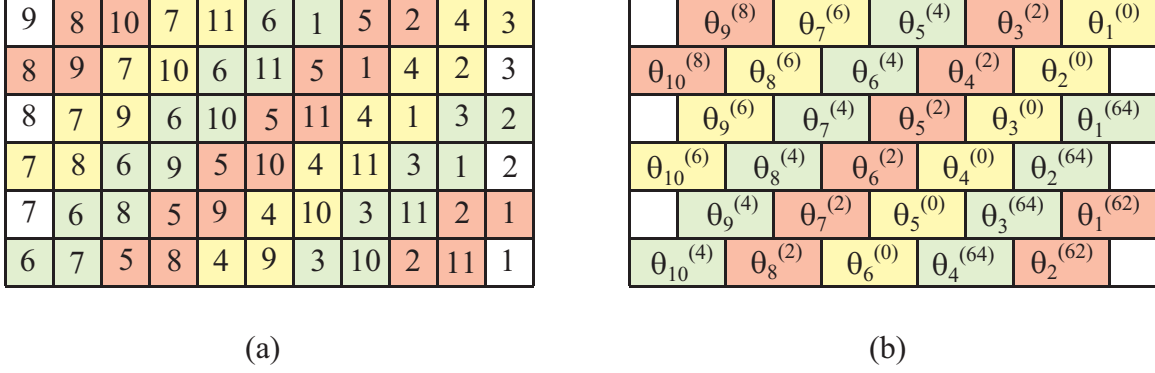 9 8 10 7 11 6 1 5 2 4 3 θ₉⁽⁸⁾ θ₇⁽⁶⁾ θ₅⁽⁴⁾ θ₃⁽²⁾ θ₁⁽⁰⁾
8 9 7 10 6 11 5 1 4 2 3 θ₁₀⁽⁸⁾ θ₈⁽⁶⁾ θ₆⁽⁴⁾ θ₄⁽²⁾ θ₂⁽⁰⁾
8 7 9 6 10 5 11 4 1 3 2 θ₉⁽⁶⁾ θ₇⁽⁴⁾ θ₅⁽²⁾ θ₃⁽⁰⁾ θ₁⁽⁶⁴⁾
7 8 6 9 5 10 4 11 3 1 2 θ₁₀⁽⁶⁾ θ₈⁽⁴⁾ θ₆⁽²⁾ θ₄⁽⁰⁾ θ₂⁽⁶⁴⁾
7 6 8 5 9 4 10 3 11 2 1 θ₉⁽⁴⁾ θ₇⁽²⁾ θ₅⁽⁰⁾ θ₃⁽⁶⁴⁾ θ₁⁽⁶²⁾
6 7 5 8 4 9 3 10 2 11 1 θ₁₀⁽⁴⁾ θ₈⁽²⁾ θ₆⁽⁰⁾ θ₄⁽⁶⁴⁾ θ₂⁽⁶²⁾
(a) (b)